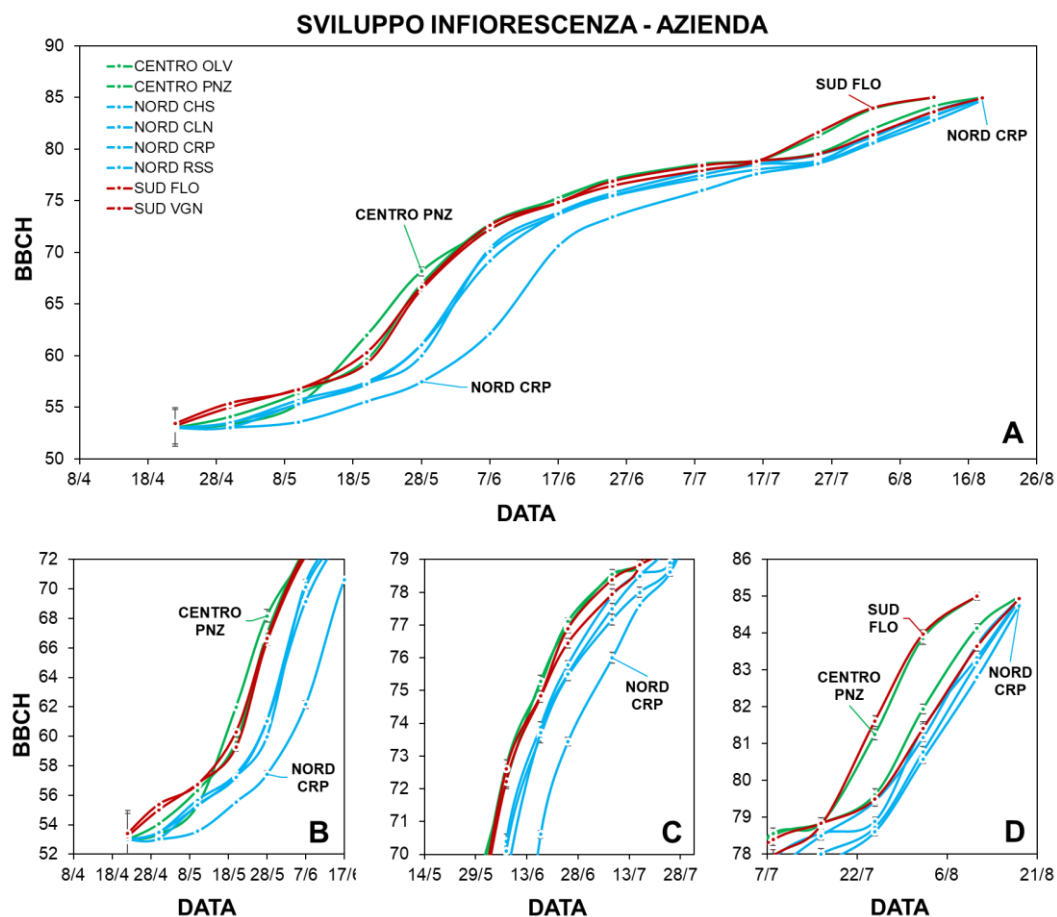 SVILUPPO INFIORESCENZA - AZIENDA
90
85
80
75
70
65
60
55
50
BBCH
CENTRO OLV
CENTRO PNZ
NORD CHS
NORD CLN
NORD CRP
NORD RSS
SUD FLO
SUD VGN
SUD FLO
NORD CRP
CENTRO PNZ
NORD CRP
A
8/4 18/4 28/4 8/5 18/5 28/5 7/6 17/6 27/6 7/7 17/7 27/7 6/8 16/8 26/8
DATA
72
70
68
66
64
62
60
58
56
54
52
BBCH
CENTRO
PNZ
NORD
CRP
B
8/4 18/4 28/4 8/5 18/5 28/5 7/6 17/6
DATA
79
78
77
76
75
74
73
72
71
70
NORD
CRP
C
14/5 29/5 13/6 28/6 13/7 28/7
DATA
86
85
84
83
82
81
80
79
78
SUD
FLO
CENTRO
PNZ
NORD
CRP
D
7/7 22/7 6/8 21/8
DATA